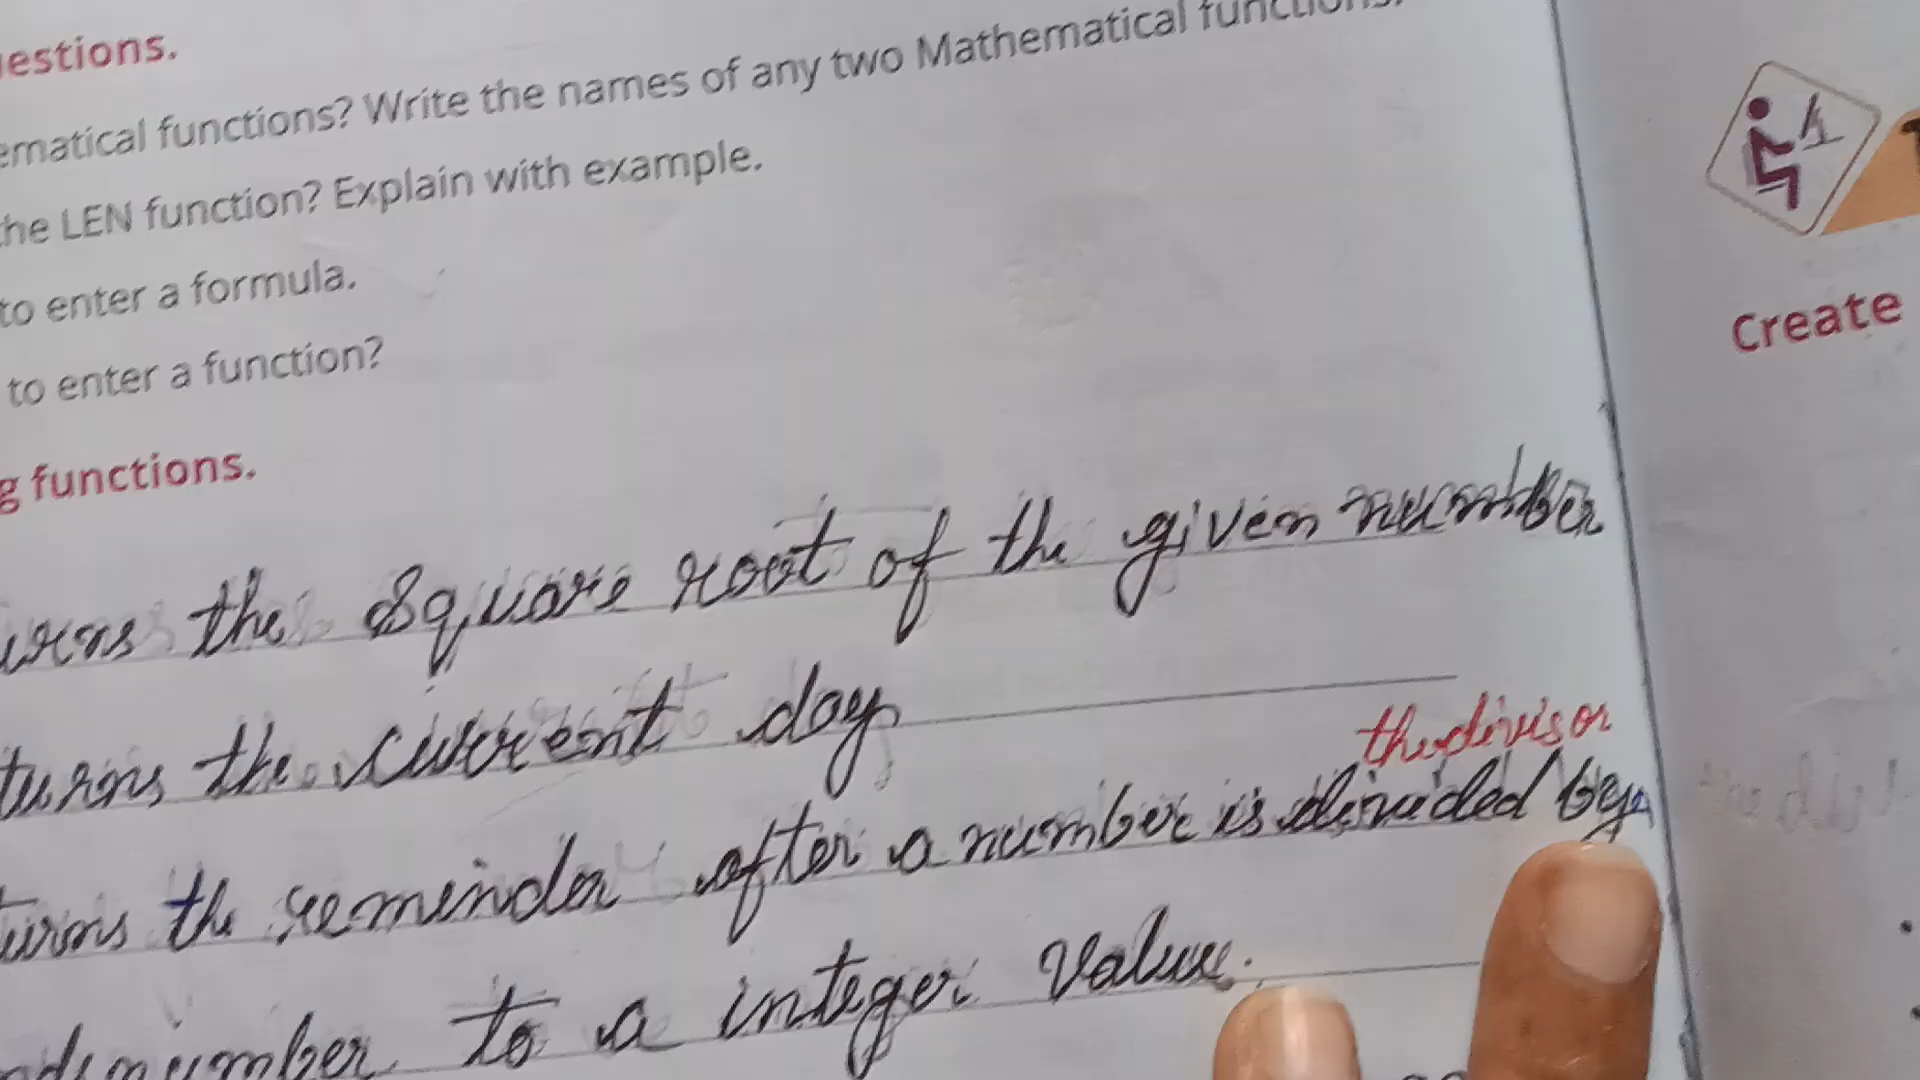 estions.
ematical functions? Write the names of any two Mathematical functions.
the LEN function? Explain with example.
to enter a formula.
to enter a function?
g functions.
the square root of the given number
turns the current day
the divisor
the reminder after a number is divided by
number to a integer value.
Create